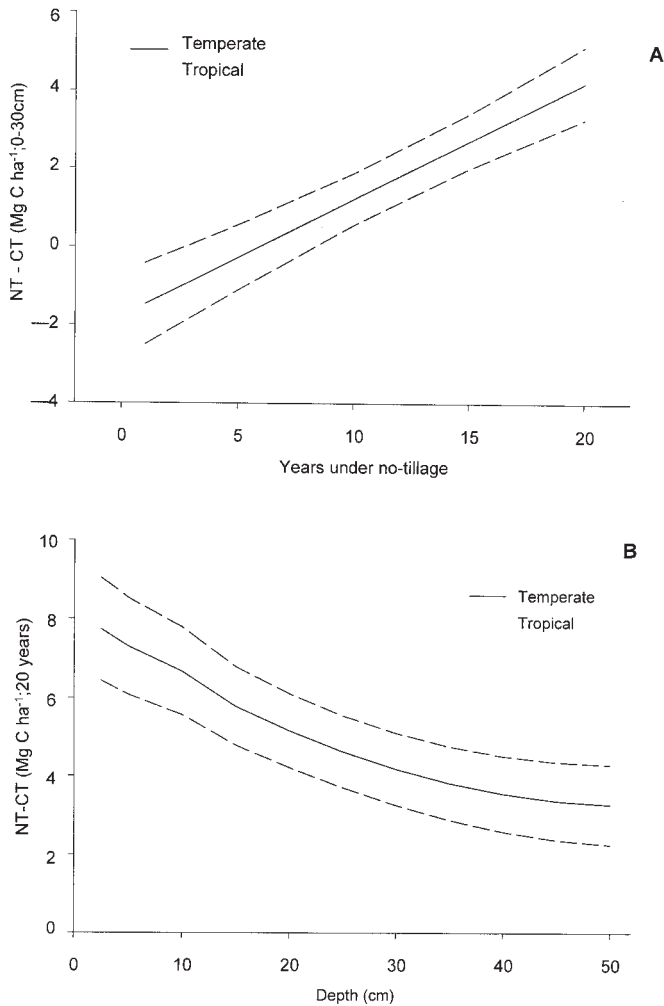 6
Temperate
Tropical
A
4
2
0
—2
—4
NT - CT (Mg C ha-1;0-30cm)
0 5 10 15 20
Years under no-tillage
10
B
8
Temperate
Tropical
6
4
2
0
NT-CT (Mg C ha-1;20 years)
0 10 20 30 40 50
Depth (cm)